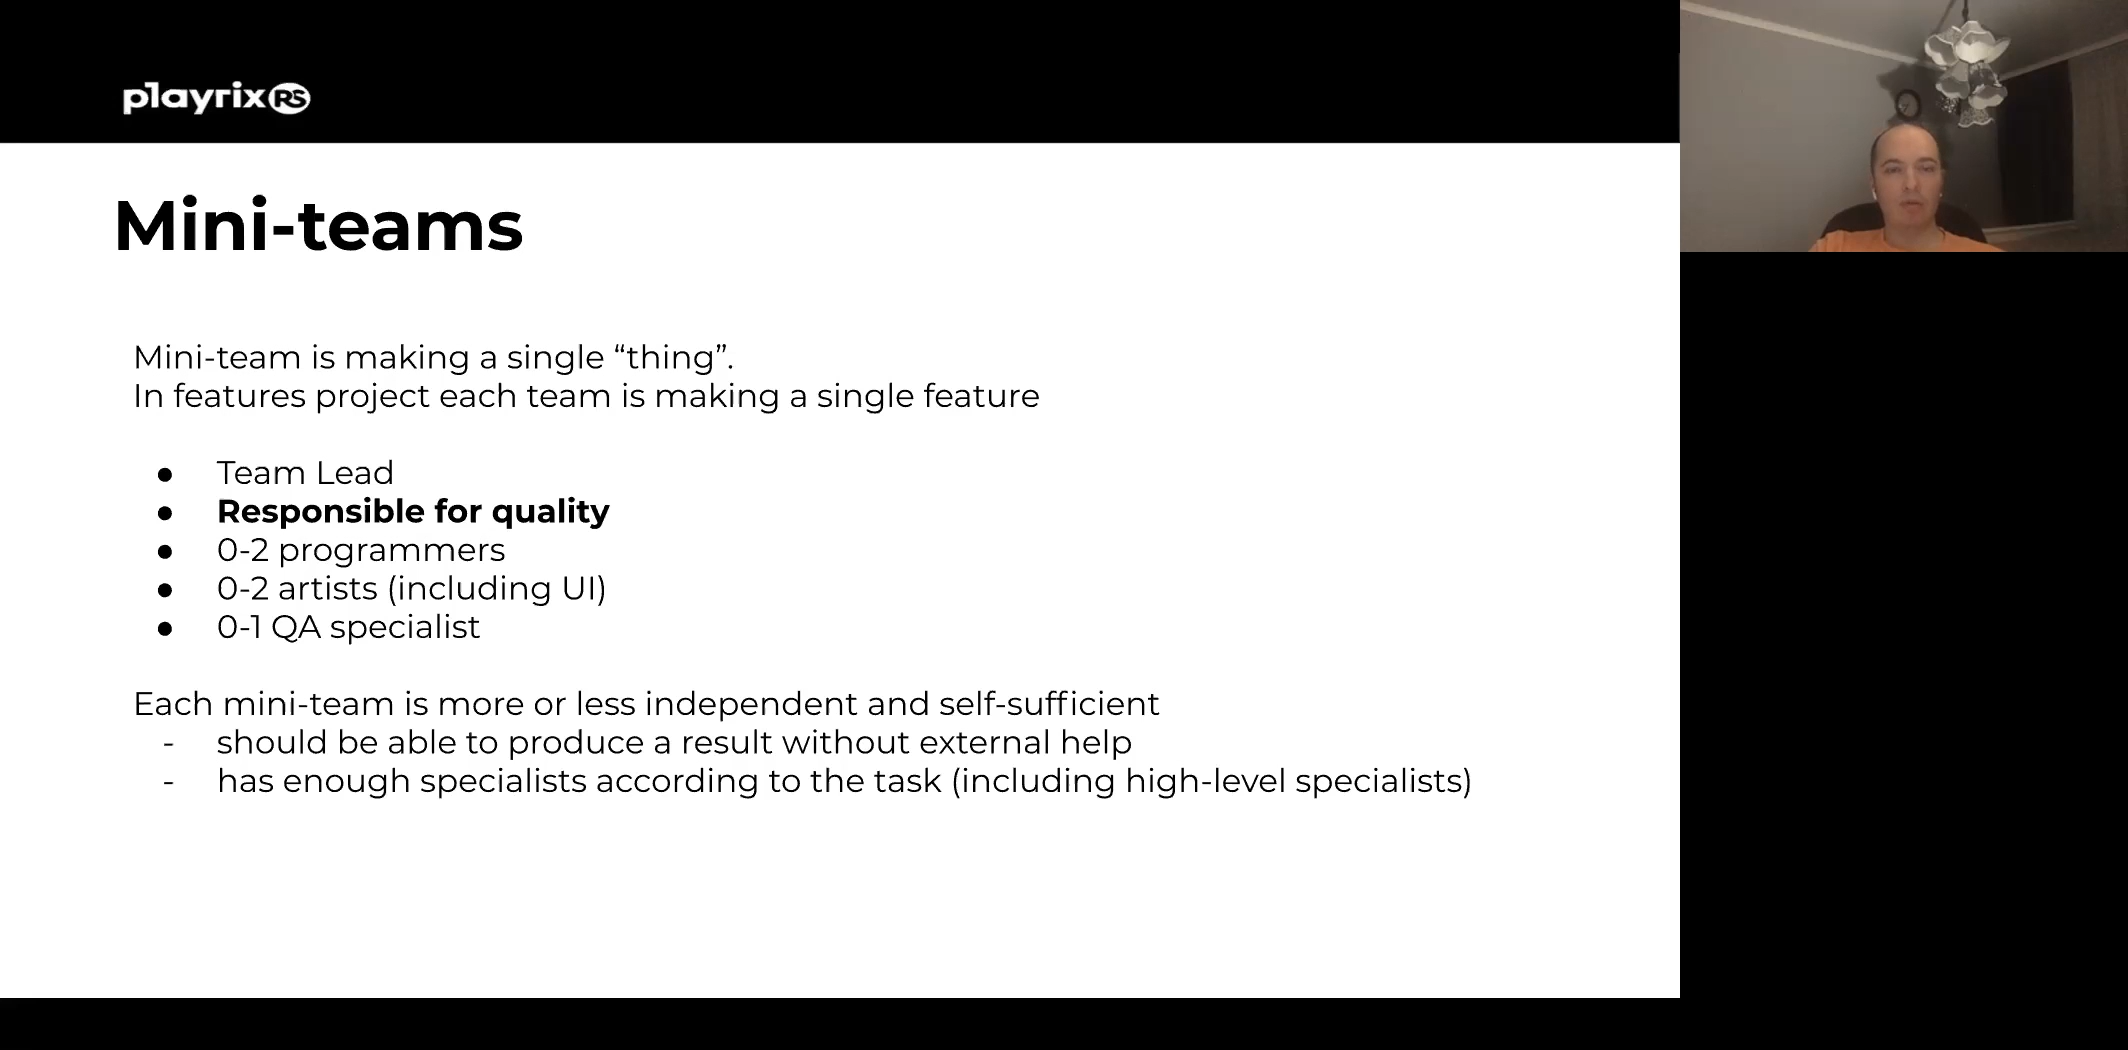 playrix RS
Mini-teams
Mini-team is making a single “thing”.
In features project each team is making a single feature
● Team Lead
● Responsible for quality
● 0-2 programmers
● 0-2 artists (including UI)
● 0-1 QA specialist
Each mini-team is more or less independent and self-sufficient
- should be able to produce a result without external help
- has enough specialists according to the task (including high-level specialists)